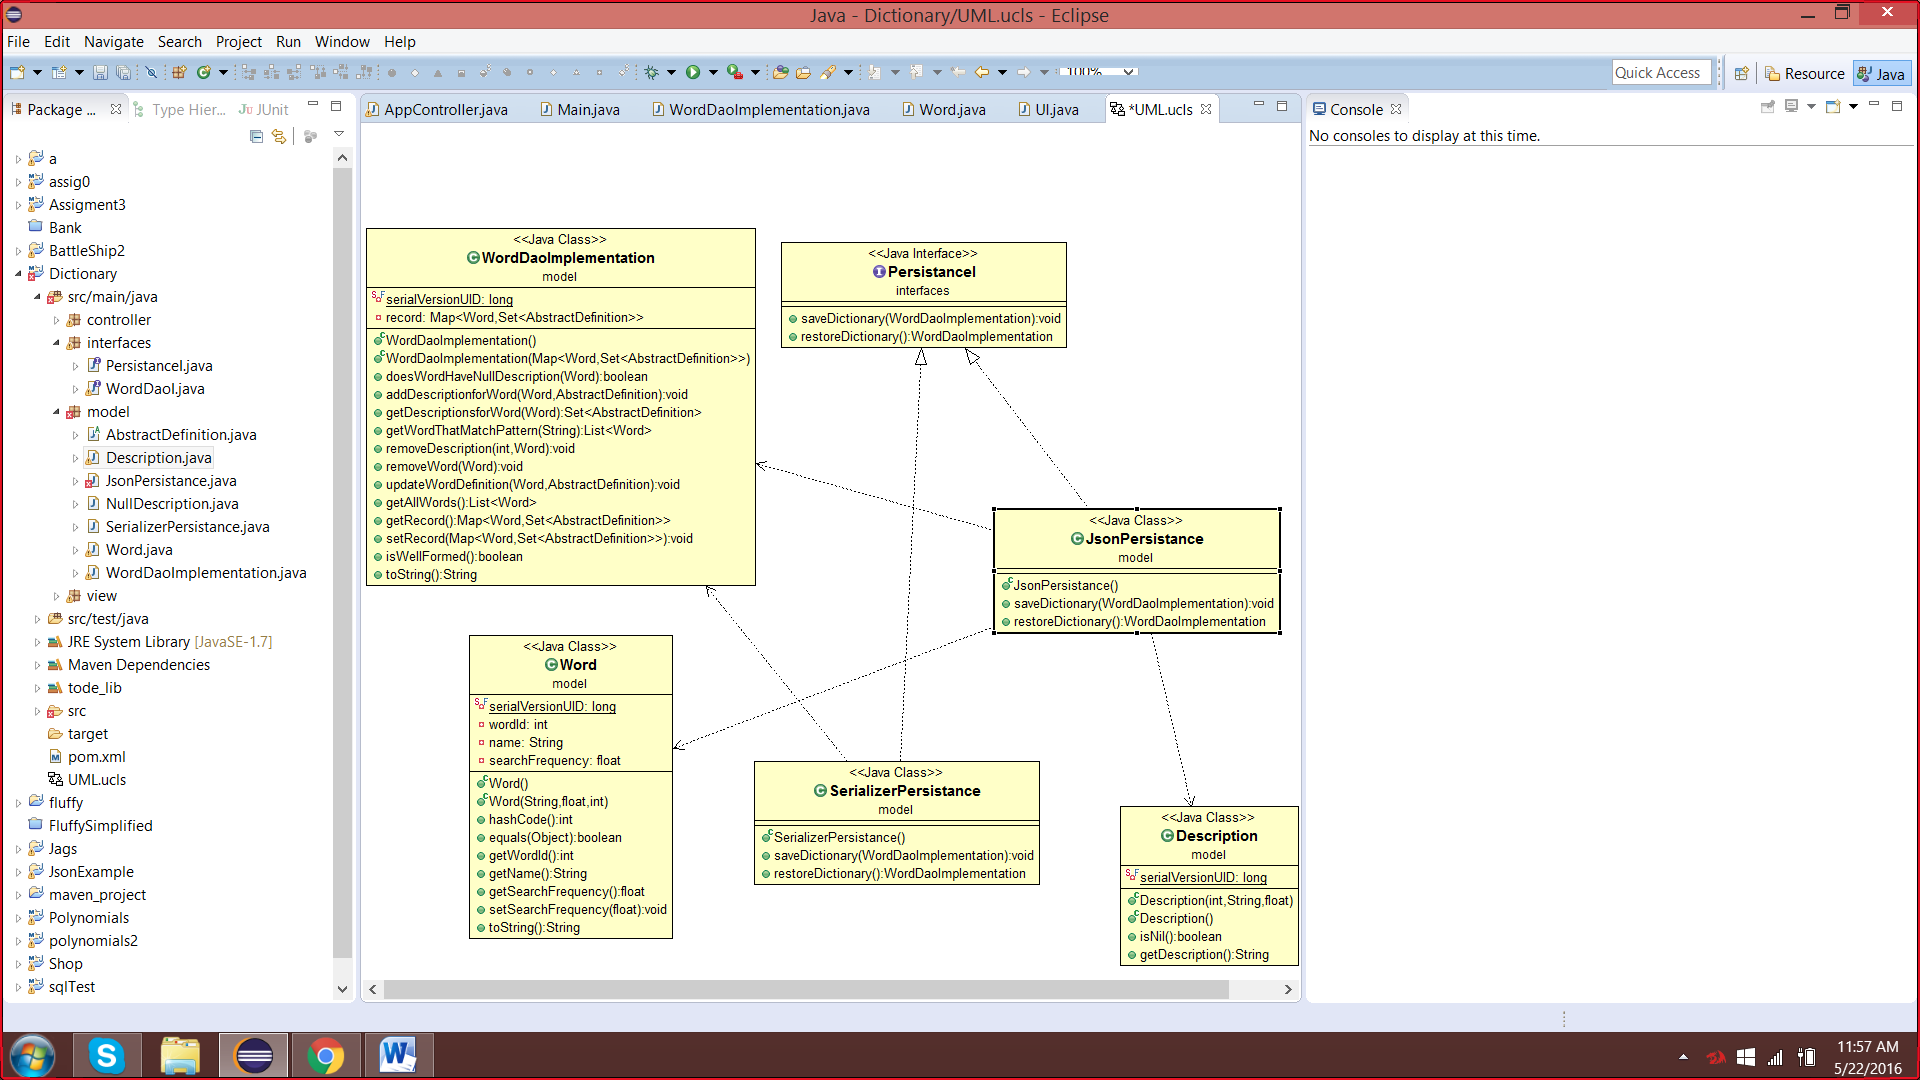 Java - Dictionary/UML.ucls - Eclipse
File Edit Navigate Search Project Run Window Help
100%
Quick Access
Resource
Java
Package ...
Type Hier...
JUnit
a
assig0
Assigment3
Bank
BattleShip2
Dictionary
src/main/java
controller
interfaces
PersistanceI.java
WordDaoI.java
model
AbstractDefinition.java
Description.java
JsonPersistance.java
NullDescription.java
SerializerPersistance.java
Word.java
WordDaoImplementation.java
view
src/test/java
JRE System Library [JavaSE-1.7]
Maven Dependencies
tode_lib
src
target
pom.xml
UML.ucls
fluffy
FluffySimplified
Jags
JsonExample
maven_project
Polynomials
polynomials2
Shop
sqlTest
AppController.java
Main.java
WordDaoImplementation.java
Word.java
UI.java
*UML.ucls
<<Java Class>>
WordDaoImplementation
model
serialVersionUID: long
record: Map<Word,Set<AbstractDefinition>>
WordDaoImplementation()
WordDaoImplementation(Map<Word,Set<AbstractDefinition>>)
doesWordHaveNullDescription(Word):boolean
addDescriptionforWord(Word,AbstractDefinition):void
getDescriptionsforWord(Word):Set<AbstractDefinition>
getWordThatMatchPattern(String):List<Word>
removeDescription(int,Word):void
removeWord(Word):void
updateWordDefinition(Word,AbstractDefinition):void
getAllWords():List<Word>
getRecord():Map<Word,Set<AbstractDefinition>>
setRecord(Map<Word,Set<AbstractDefinition>>):void
isWellFormed():boolean
toString():String
<<Java Interface>>
PersistanceI
interfaces
saveDictionary(WordDaoImplementation):void
restoreDictionary():WordDaoImplementation
<<Java Class>>
JsonPersistance
model
JsonPersistance()
saveDictionary(WordDaoImplementation):void
restoreDictionary():WordDaoImplementation
<<Java Class>>
Word
model
serialVersionUID: long
wordId: int
name: String
searchFrequency: float
Word()
Word(String,float,int)
hashCode():int
equals(Object):boolean
getWordId():int
getName():String
getSearchFrequency():float
setSearchFrequency(float):void
toString():String
<<Java Class>>
SerializerPersistance
model
SerializerPersistance()
saveDictionary(WordDaoImplementation):void
restoreDictionary():WordDaoImplementation
<<Java Class>>
Description
model
serialVersionUID: long
Description(int,String,float)
Description()
isNil():boolean
getDescription():String
Console
No consoles to display at this time.
11:57 AM
5/22/2016